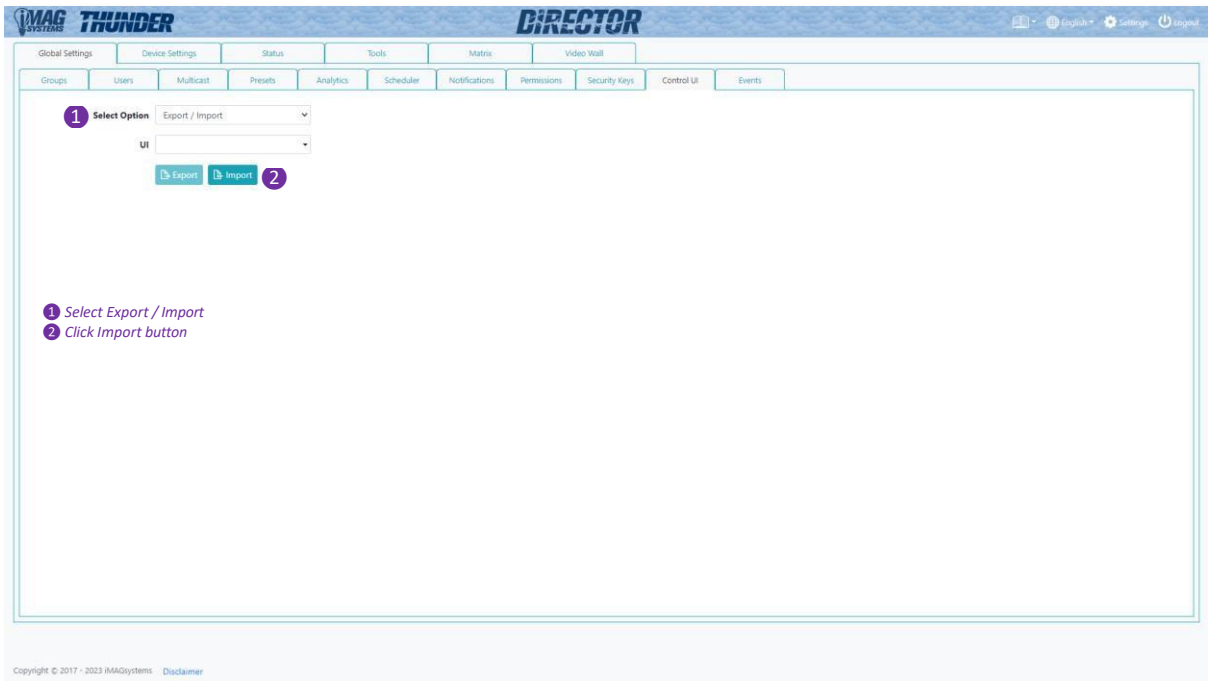 iMAG SYSTEMS THUNDER DiRECTOR English Settings Logout
Global Settings Device Settings Status Tools Matrix Video Wall
Groups Users Multicast Presets Analytics Scheduler Notifications Permissions Security Keys Control UI Events
1 Select Option Export / Import
UI
Export Import 2
1 Select Export / Import
2 Click Import button
Copyright © 2017 - 2023 iMAGsystems Disclaimer